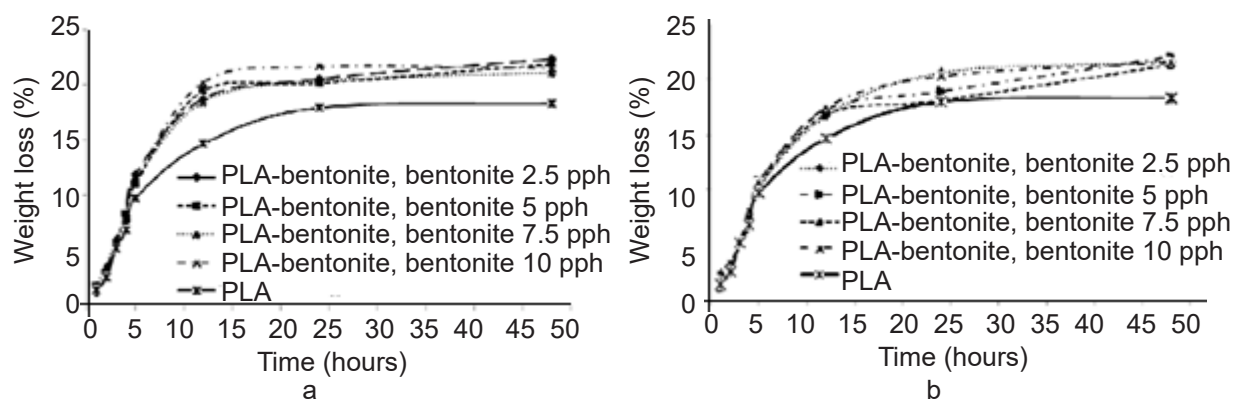 25
20
15
10
5
0
Weight loss (%)
PLA-bentonite, bentonite 2.5 pph
PLA-bentonite, bentonite 5 pph
PLA-bentonite, bentonite 7.5 pph
PLA-bentonite, bentonite 10 pph
PLA
0 5 10 15 20 25 30 35 40 45 50
Time (hours)
a
25
20
15
10
5
0
Weight loss (%)
PLA-bentonite, bentonite 2.5 pph
PLA-bentonite, bentonite 5 pph
PLA-bentonite, bentonite 7.5 pph
PLA-bentonite, bentonite 10 pph
PLA
0 5 10 15 20 25 30 35 40 45 50
Time (hours)
b